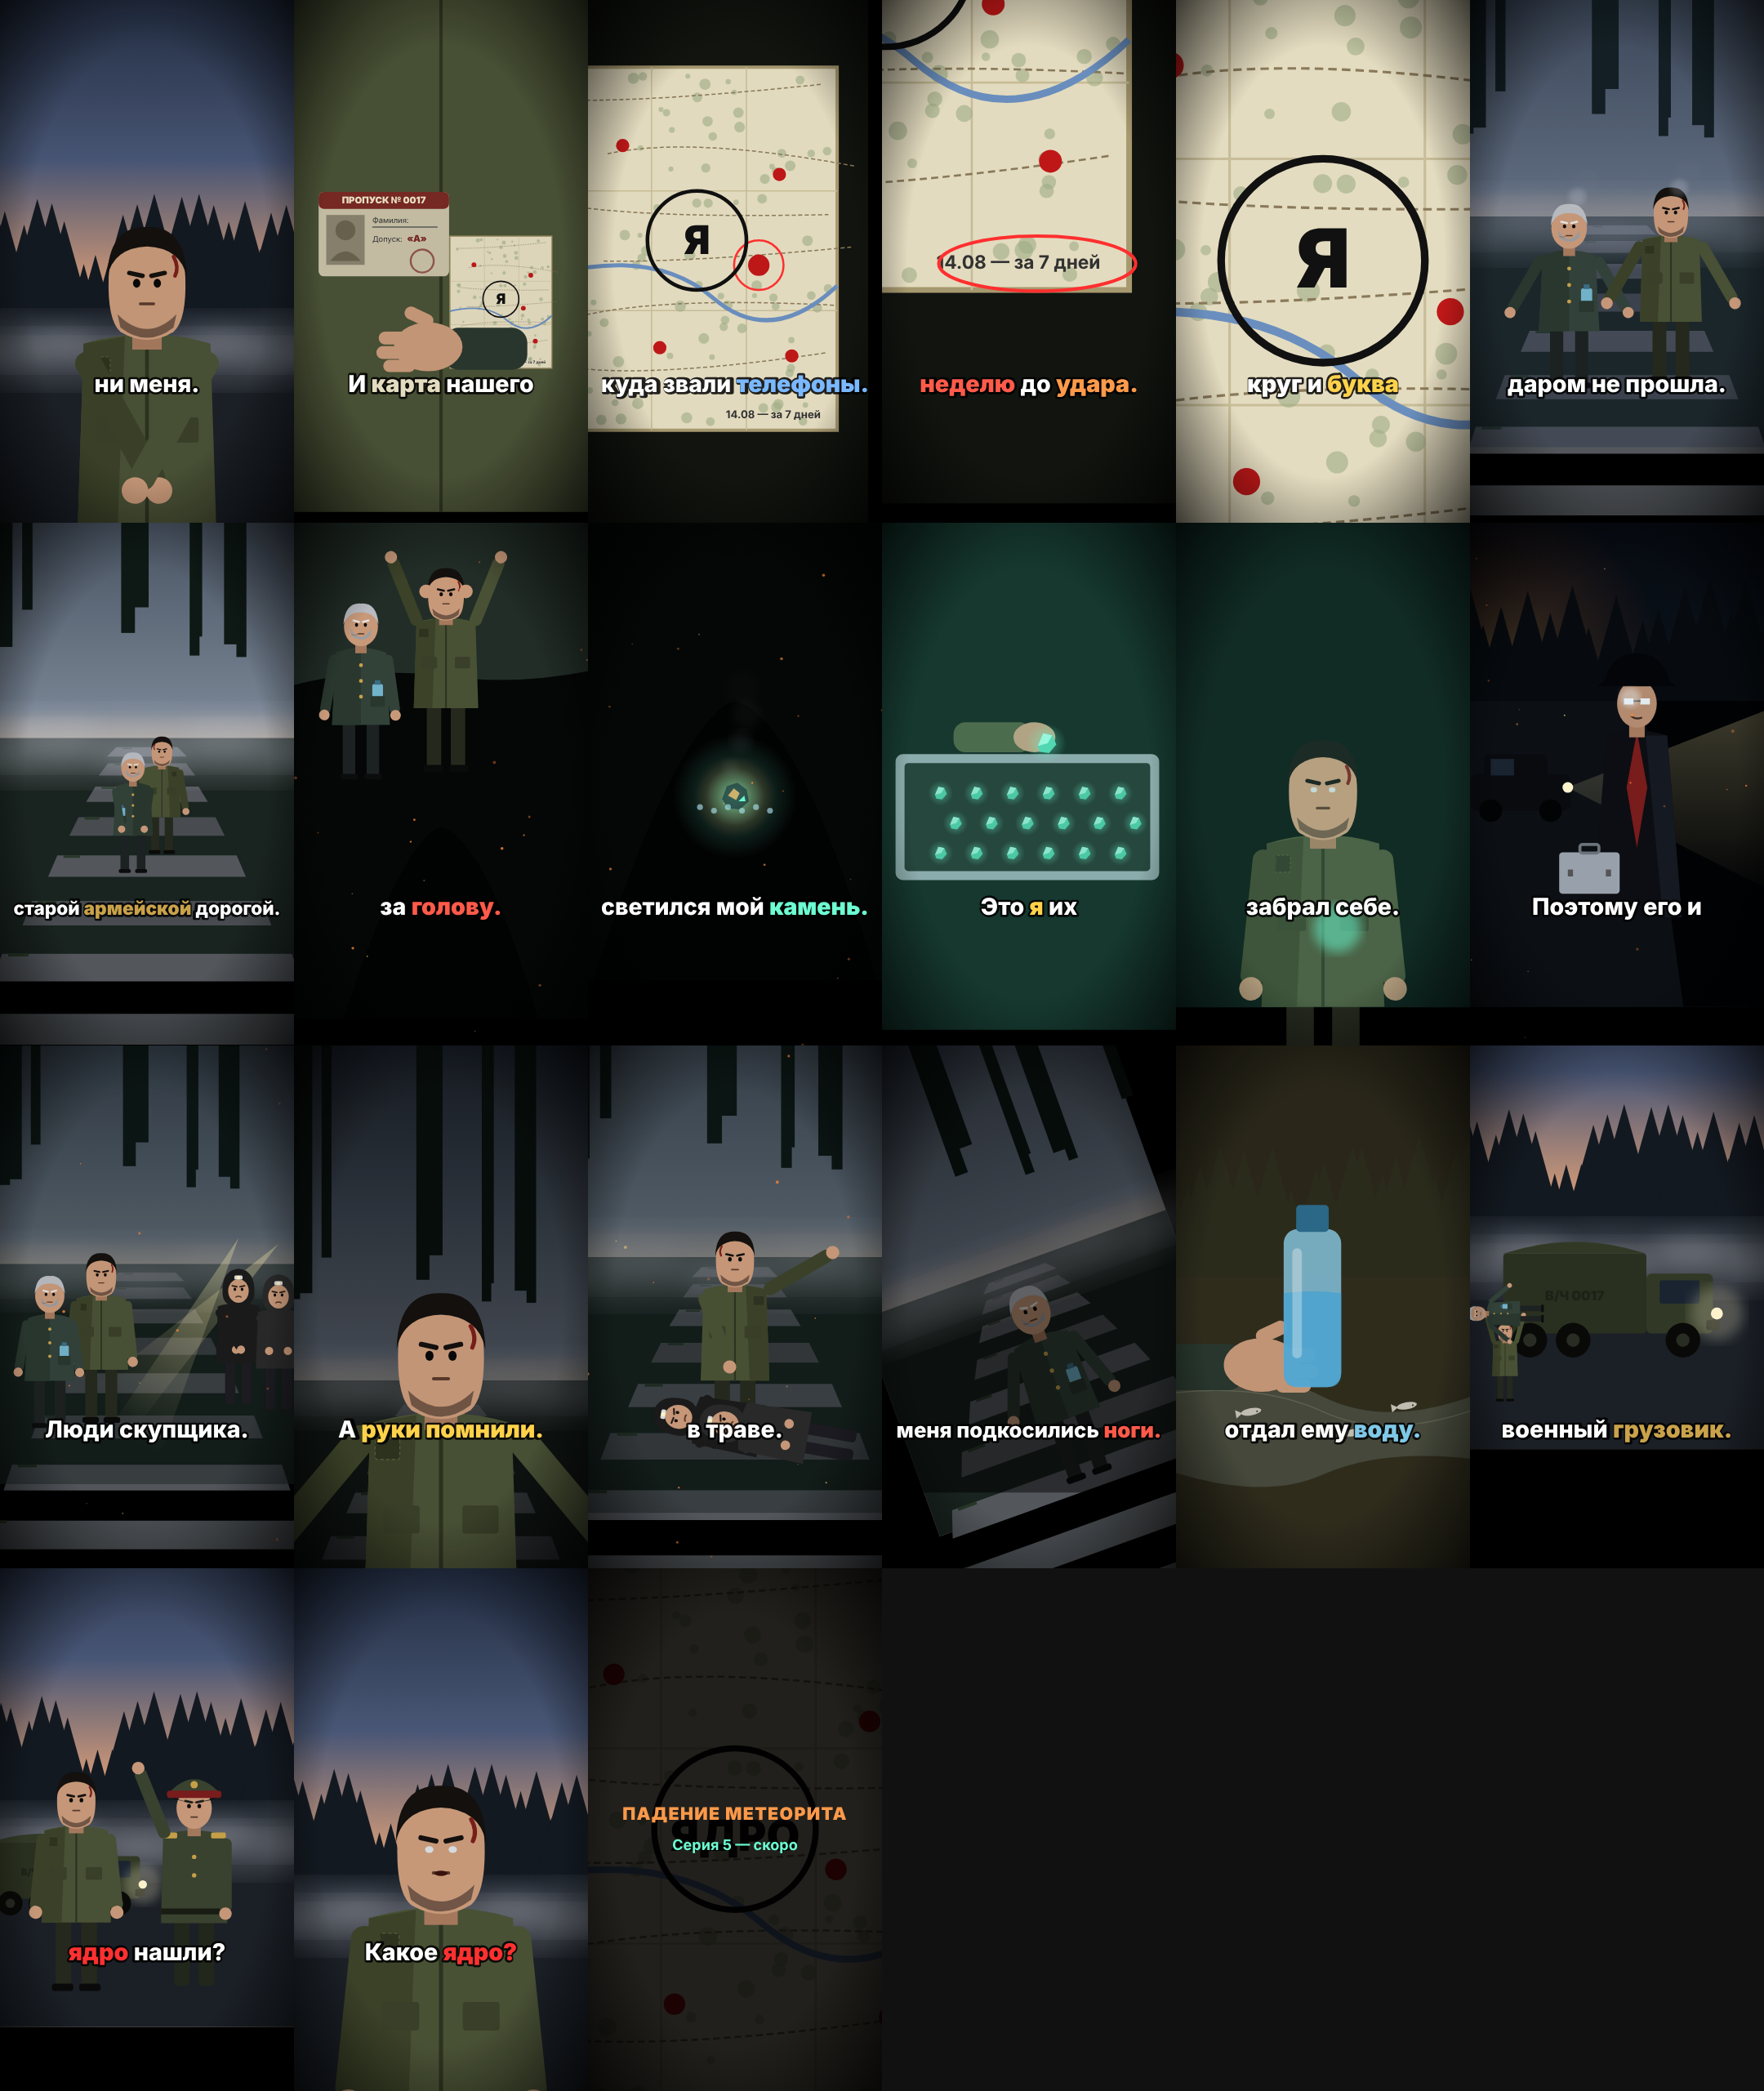 ни меня.
ПРОПУСК № 0017
Фамилия:
Допуск: «А»
Я
И карта нашего
Я
куда звали телефоны.
14.08 — за 7 дней
14.08 — за 7 дней
неделю до удара.
Я
круг и буква
даром не прошла.
старой армейской дорогой.
за голову.
светился мой камень.
Это я их
забрал себе.
Поэтому его и
Люди скупщика.
А руки помнили.
в траве.
меня подкосились ноги.
отдал ему воду.
В/Ч 0017
военный грузовик.
ядро нашли?
Какое ядро?
ПАДЕНИЕ МЕТЕОРИТА
ЯДРО
Серия 5 — скоро